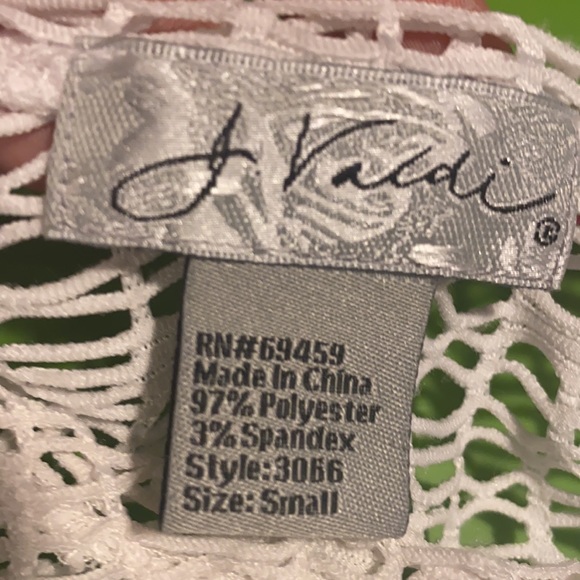 J. Valdi ®
RN#69459
Made In China
97% Polyester
3% Spandex
Style:3066
Size: Small